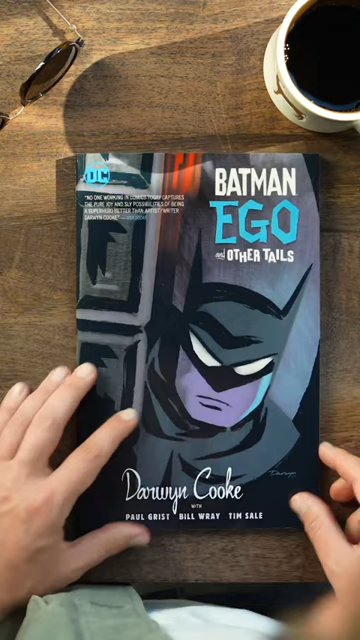 DC
"NO ONE WORKING IN COMICS TODAY CAPTURES
THE PURE JOY AND SLY POSSIBILITIES OF BEING
A SUPERHERO BETTER THAN ARTIST/WRITER
DARWYN COOKE"
BATMAN
EGO
and OTHER TAILS
Darwyn
Darwyn Cooke
WITH
PAUL GRIST BILL WRAY TIM SALE